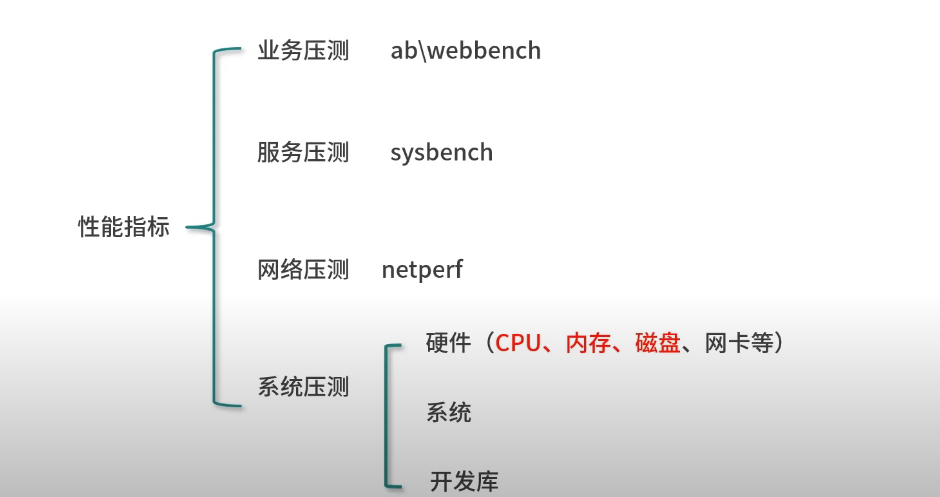 业务压测 ab\webbench
服务压测 sysbench
性能指标
网络压测 netperf
硬件（CPU、内存、磁盘、网卡等）
系统压测
系统
开发库